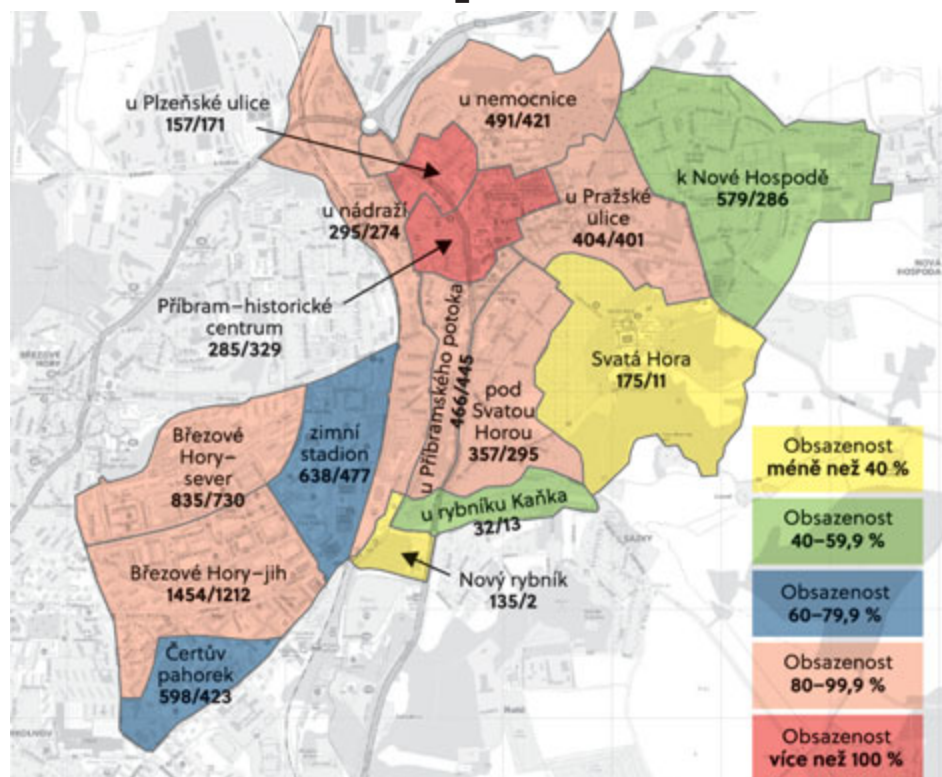 u Plzeňské ulice
157/171
u nemocnice
491/421
k Nové Hospodě
579/286
u nádraží
295/274
u Pražské
ulice
404/401
NOVÁ
HOSPODA
Příbram–historické
centrum
285/329
u Příbramského potoka
466/445
Svatá Hora
175/11
BŘEZOVÉ
HORY
pod
Svatou
Horou
357/295
Březové
Hory–
sever
835/730
zimní
stadion
638/477
u rybníku Kaňka
32/13
Březové Hory–jih
1454/1212
Nový rybník
135/2
Čertův
pahorek
598/423
Obsazenost
méně než 40 %
Obsazenost
40–59,9 %
Obsazenost
60–79,9 %
Obsazenost
80–99,9 %
Obsazenost
více než 100 %